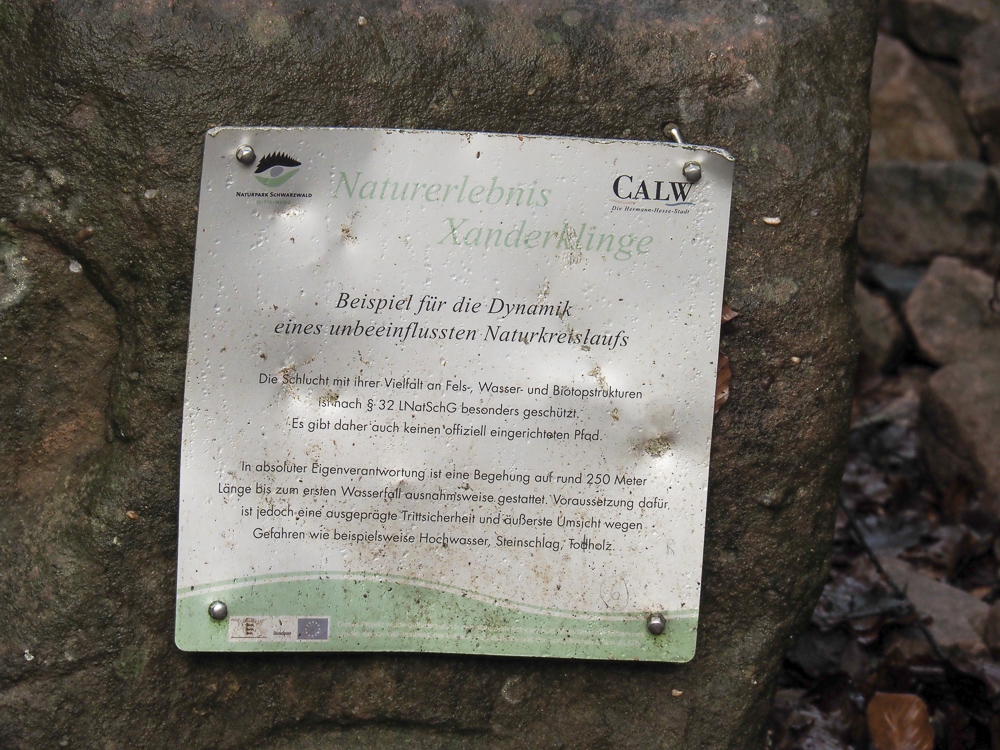 NATURPARK SCHWARZWALD
Naturerlebnis
Xanderklinge
CALW
Die Hermann-Hesse-Stadt
Beispiel für die Dynamik
eines unbeeinflussten Naturkreislaufs
Die Schlucht mit ihrer Vielfalt an Fels-, Wasser- und Biotopstrukturen
ist nach § 32 LNatSchG besonders geschützt.
Es gibt daher auch keinen offiziell eingerichteten Pfad.
In absoluter Eigenverantwortung ist eine Begehung auf rund 250 Meter
Länge bis zum ersten Wasserfall ausnahmsweise gestattet. Voraussetzung dafür
ist jedoch eine ausgeprägte Trittsicherheit und äußerste Umsicht wegen
Gefahren wie beispielsweise Hochwasser, Steinschlag, Todholz.